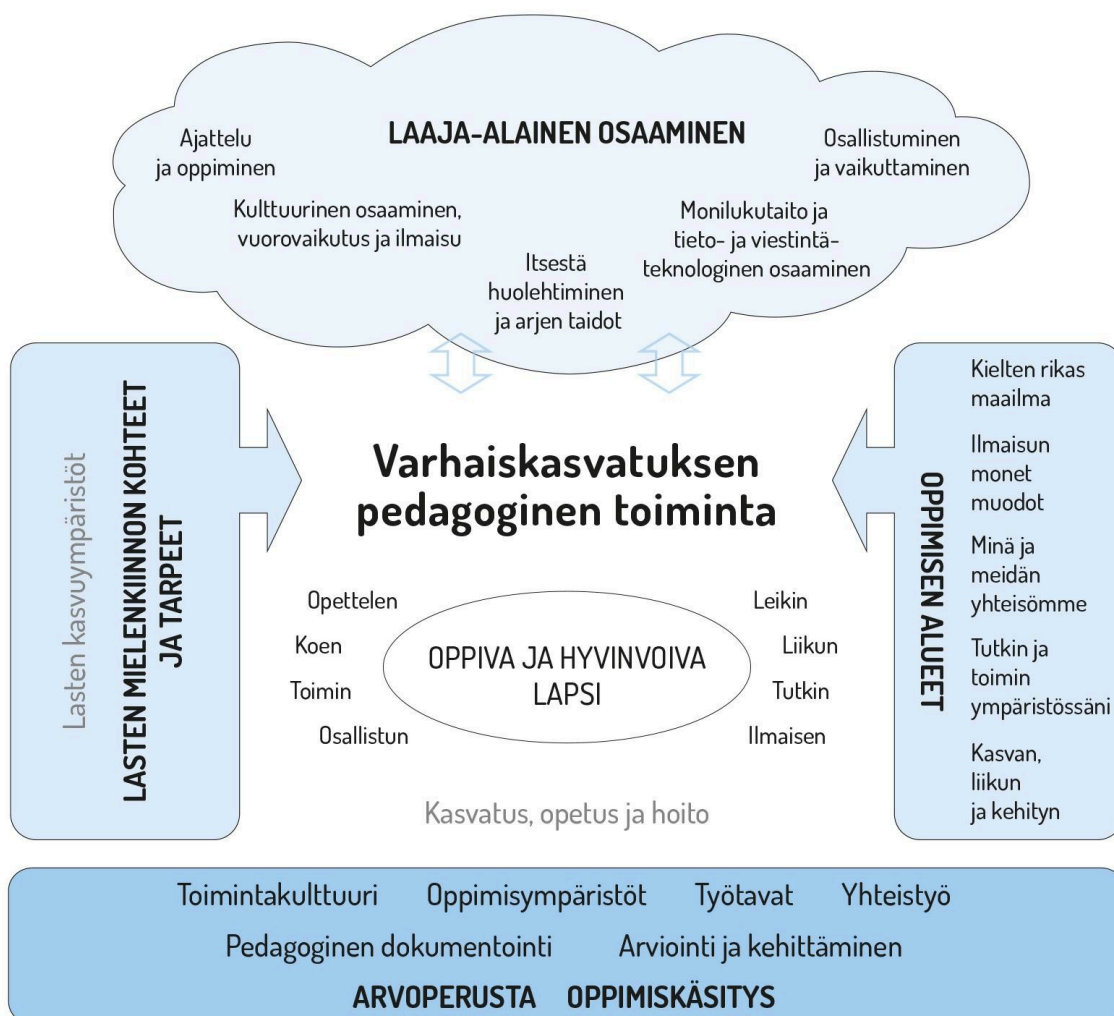 LAAJA-ALAINEN OSAAMINEN
Ajattelu
ja oppiminen
Kulttuurinen osaaminen,
vuorovaikutus ja ilmaisu
Itsestä
huolehtiminen
ja arjen taidot
Monilukutaito ja
tieto- ja viestintä-
teknologinen osaaminen
Osallistuminen
ja vaikuttaminen
Lasten kasvuympäristöt
LASTEN MIELENKIINNON KOHTEET
JA TARPEET
Varhaiskasvatuksen
pedagoginen toiminta
Opettelen
Koen
Toimin
Osallistun
OPPIVA JA HYVINVOIVA
LAPSI
Leikin
Liikun
Tutkin
Ilmaisen
Kasvatus, opetus ja hoito
OPPIMISEN ALUEET
Kielten rikas
maailma
Ilmaisun
monet
muodot
Minä ja
meidän
yhteisömme
Tutkin ja
toimin
ympäristössäni
Kasvan,
liikun
ja kehityn
Toimintakulttuuri Oppimisympäristöt Työtavat Yhteistyö
Pedagoginen dokumentointi Arviointi ja kehittäminen
ARVOPERUSTA OPPIMISKÄSITYS